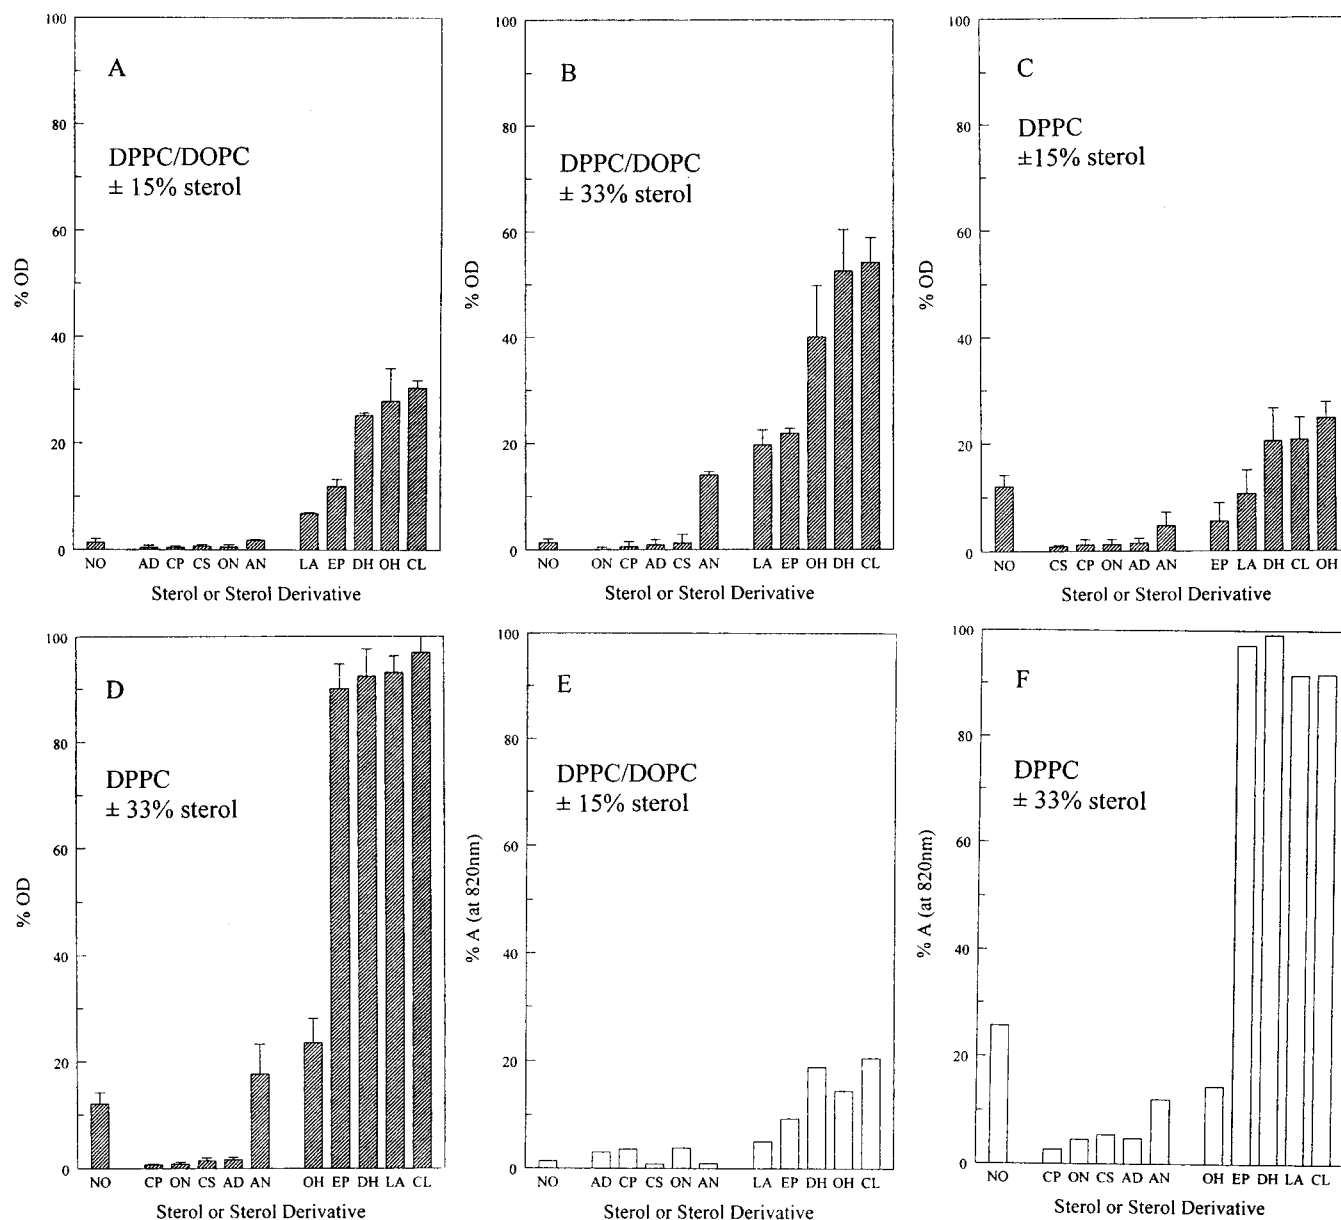 100
80
60
40
20
0
% OD
A
DPPC/DOPC
± 15% sterol
NO AD CP CS ON AN LA EP DH OH CL
Sterol or Sterol Derivative
100
80
60
40
20
0
% OD
B
DPPC/DOPC
± 33% sterol
NO ON CP AD CS AN LA EP OH DH CL
Sterol or Sterol Derivative
100
80
60
40
20
0
% OD
C
DPPC
±15% sterol
NO CS CP ON AD AN EP LA DH CL OH
Sterol or Sterol Derivative
100
80
60
40
20
0
% OD
D
DPPC
± 33% sterol
NO CP ON CS AD AN OH EP DH LA CL
Sterol or Sterol Derivative
100
80
60
40
20
0
% A (at 820nm)
E
DPPC/DOPC
± 15% sterol
NO AD CP CS ON AN LA EP DH OH CL
Sterol or Sterol Derivative
100
80
60
40
20
0
% A (at 820nm)
F
DPPC
± 33% sterol
NO CP ON CS AD AN OH EP DH LA CL
Sterol or Sterol Derivative